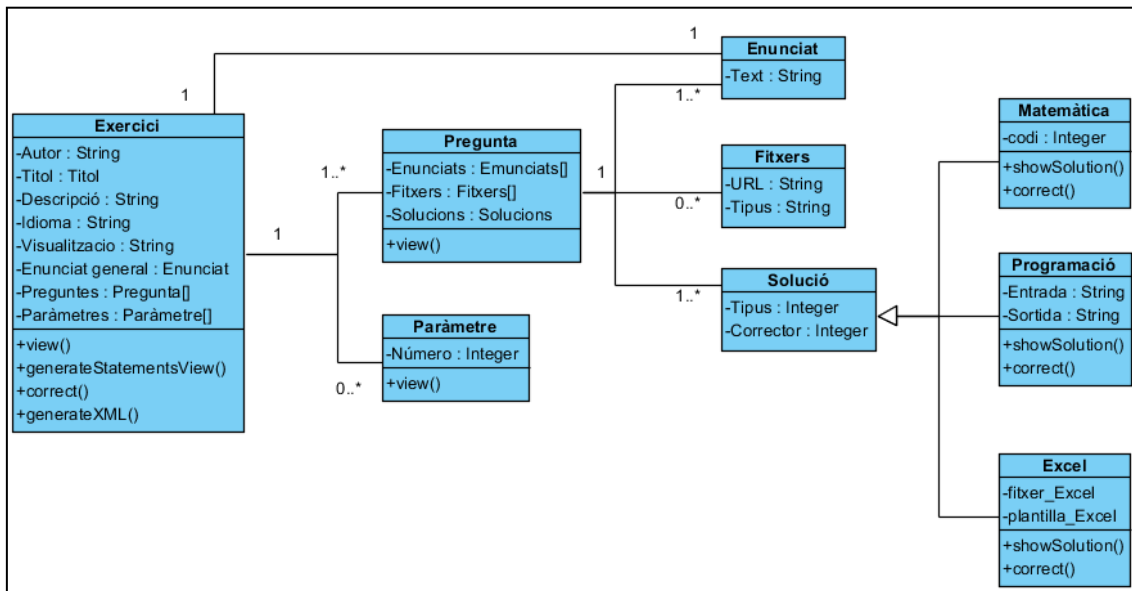 1
1
Enunciat
-Text : String
1..*
Exercici
-Autor : String
-Titol : Titol
-Descripció : String
-Idioma : String
-Visualitzacio : String
-Enunciat general : Enunciat
-Preguntes : Pregunta[]
-Paràmetres : Paràmetre[]
+view()
+generateStatementsView()
+correct()
+generateXML()
1
1..*
0..*
Pregunta
-Enunciats : Emunciats[]
-Fitxers : Fitxers[]
-Solucions : Solucions
+view()
1
Paràmetre
-Número : Integer
+view()
Fitxers
-URL : String
-Tipus : String
0..*
Solució
-Tipus : Integer
-Corrector : Integer
1..*
Matemàtica
-codi : Integer
+showSolution()
+correct()
Programació
-Entrada : String
-Sortida : String
+showSolution()
+correct()
Excel
-fitxer_Excel
-plantilla_Excel
+showSolution()
+correct()